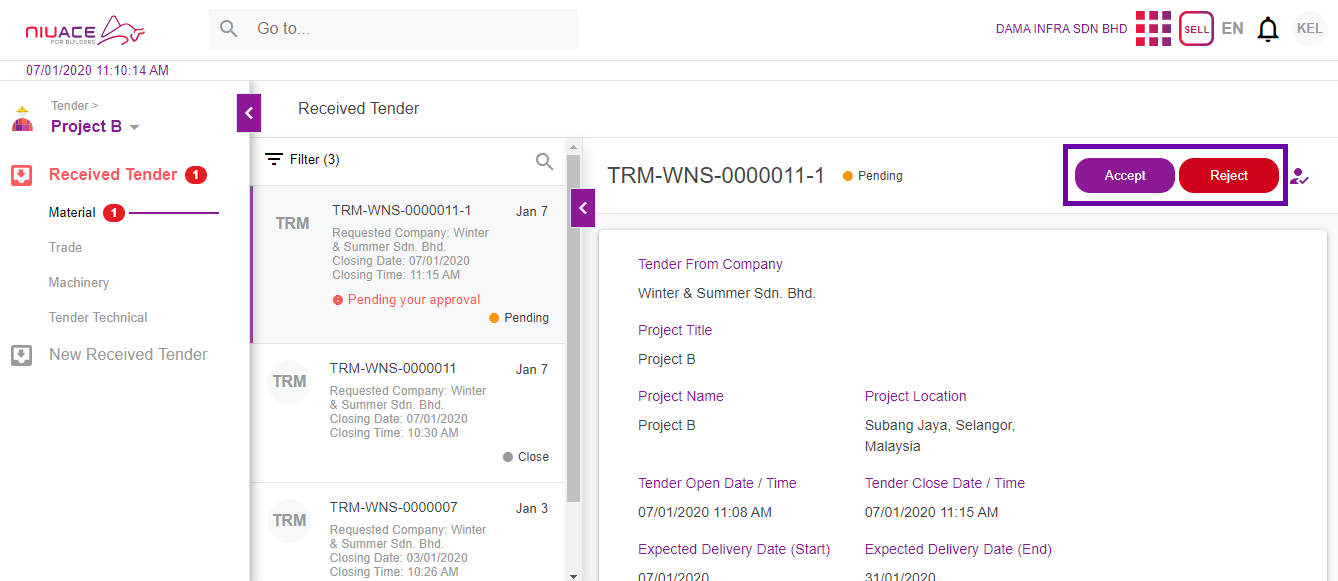 NIUACE
FOR BUILDERS
Go to...
DAMA INFRA SDN BHD
SELL
EN
KEL
07/01/2020 11:10:14 AM
Tender >
Project B
Received Tender 1
Material 1
Trade
Machinery
Tender Technical
New Received Tender
Received Tender
Filter (3)
TRM
TRM-WNS-0000011-1 Jan 7
Requested Company: Winter
& Summer Sdn. Bhd.
Closing Date: 07/01/2020
Closing Time: 11:15 AM
Pending your approval
Pending
TRM
TRM-WNS-0000011 Jan 7
Requested Company: Winter
& Summer Sdn. Bhd.
Closing Date: 07/01/2020
Closing Time: 10:30 AM
Close
TRM
TRM-WNS-0000007 Jan 3
Requested Company: Winter
& Summer Sdn. Bhd.
Closing Date: 03/01/2020
Closing Time: 10:26 AM
TRM-WNS-0000011-1 Pending
Accept Reject
Tender From Company
Winter & Summer Sdn. Bhd.
Project Title
Project B
Project Name Project Location
Project B Subang Jaya, Selangor,
Malaysia
Tender Open Date / Time Tender Close Date / Time
07/01/2020 11:08 AM 07/01/2020 11:15 AM
Expected Delivery Date (Start) Expected Delivery Date (End)
07/01/2020 31/01/2020